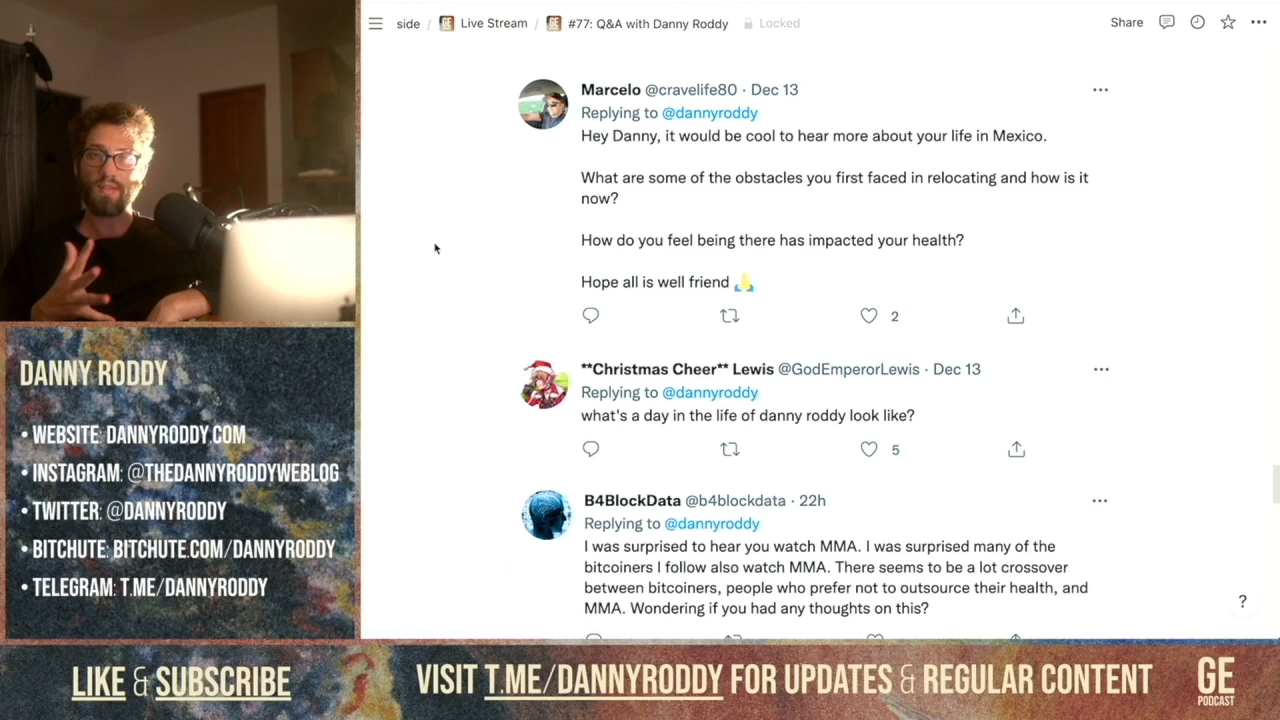 side / Live Stream / #77: Q&A with Danny Roddy Locked
Share
Marcelo @cravelife80 · Dec 13
Replying to @dannyroddy
Hey Danny, it would be cool to hear more about your life in Mexico.
What are some of the obstacles you first faced in relocating and how is it
now?
How do you feel being there has impacted your health?
Hope all is well friend 🙏
2
**Christmas Cheer** Lewis @GodEmperorLewis · Dec 13
Replying to @dannyroddy
what's a day in the life of danny roddy look like?
5
B4BlockData @b4blockdata · 22h
Replying to @dannyroddy
I was surprised to hear you watch MMA. I was surprised many of the
bitcoiners I follow also watch MMA. There seems to be a lot crossover
between bitcoiners, people who prefer not to outsource their health, and
MMA. Wondering if you had any thoughts on this?
?
DANNY RODDY
• WEBSITE: DANNYRODDY.COM
• INSTAGRAM: @THEDANNYRODDYWEBLOG
• TWITTER: @DANNYRODDY
• BITCHUTE: BITCHUTE.COM/DANNYRODDY
• TELEGRAM: T.ME/DANNYRODDY
LIKE & SUBSCRIBE
VISIT T.ME/DANNYRODDY FOR UPDATES & REGULAR CONTENT
GE
PODCAST